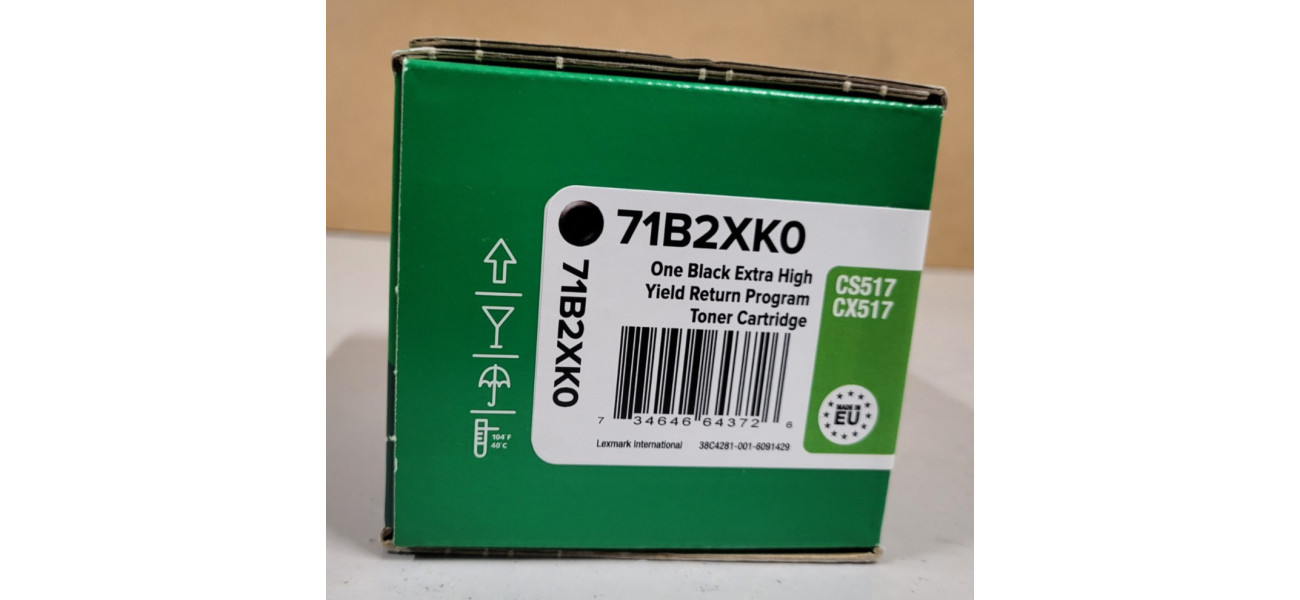 71B2XK0
One Black Extra High
Yield Return Program
Toner Cartridge
71B2XK0
CS517
CX517
7 34646 64372 6
Lexmark International 38C4281-001-6091429
MADE IN
EU
104°F
40°C